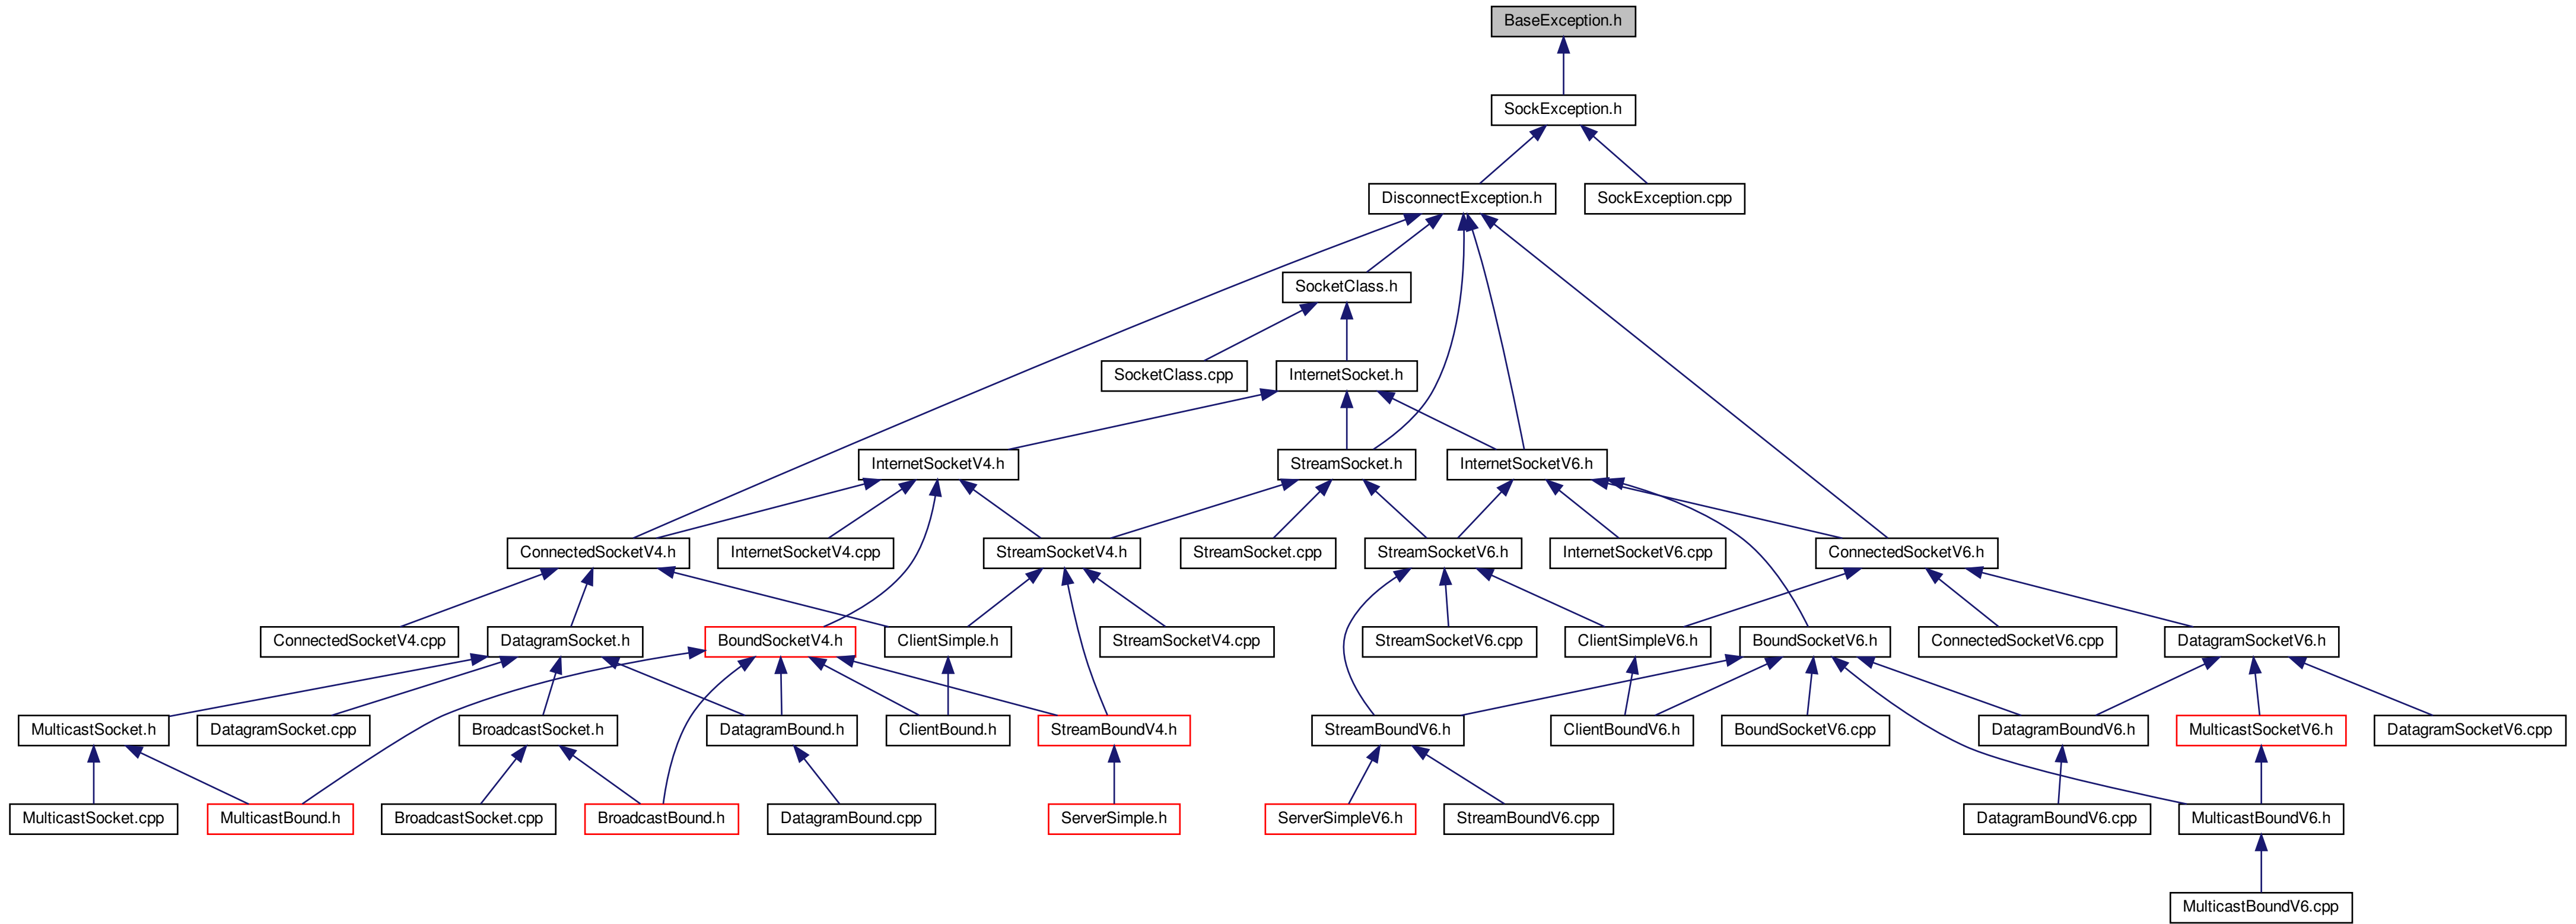 BaseException.h
SockException.h
DisconnectException.h
SockException.cpp
SocketClass.h
SocketClass.cpp
InternetSocket.h
InternetSocketV4.h
StreamSocket.h
InternetSocketV6.h
ConnectedSocketV4.h
InternetSocketV4.cpp
StreamSocketV4.h
StreamSocket.cpp
StreamSocketV6.h
InternetSocketV6.cpp
ConnectedSocketV6.h
ConnectedSocketV4.cpp
DatagramSocket.h
BoundSocketV4.h
ClientSimple.h
StreamSocketV4.cpp
StreamSocketV6.cpp
ClientSimpleV6.h
BoundSocketV6.h
ConnectedSocketV6.cpp
DatagramSocketV6.h
MulticastSocket.h
DatagramSocket.cpp
BroadcastSocket.h
DatagramBound.h
ClientBound.h
StreamBoundV4.h
StreamBoundV6.h
ClientBoundV6.h
BoundSocketV6.cpp
DatagramBoundV6.h
MulticastSocketV6.h
DatagramSocketV6.cpp
MulticastSocket.cpp
MulticastBound.h
BroadcastSocket.cpp
BroadcastBound.h
DatagramBound.cpp
ServerSimple.h
ServerSimpleV6.h
StreamBoundV6.cpp
DatagramBoundV6.cpp
MulticastBoundV6.h
MulticastBoundV6.cpp